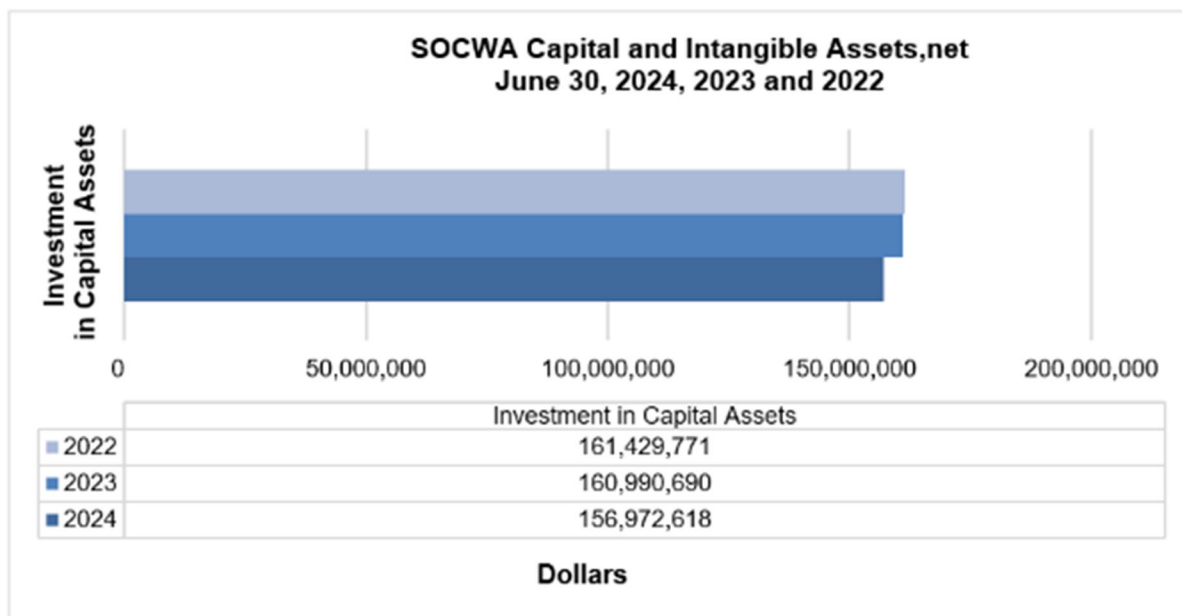 SOCWA Capital and Intangible Assets,net
June 30, 2024, 2023 and 2022
Investment
in Capital Assets
0 50,000,000 100,000,000 150,000,000 200,000,000
Investment in Capital Assets
2022 161,429,771
2023 160,990,690
2024 156,972,618
Dollars